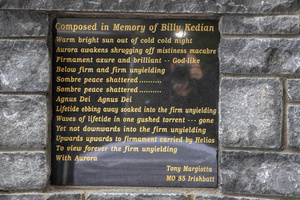 Composed in Memory of Billy Kedian
Warm bright sun out of cold cold night
Aurora awakens shrugging off mistiness macabre
Firmament azure and brilliant -- God-like
Below firm and firm unyielding
Sombre peace shattered..........
Sombre peace shattered..........
Agnus Dei Agnus Dei
Lifetide ebbing away soaked into the firm unyielding
Waves of lifetide in one gushed torrent --- gone
Yet not downwards into the firm unyielding
Upwards upwards to firmament carried by Helios
To view forever the firm unyielding
With Aurora
Tony Margiotta
MO 85 Irishbatt